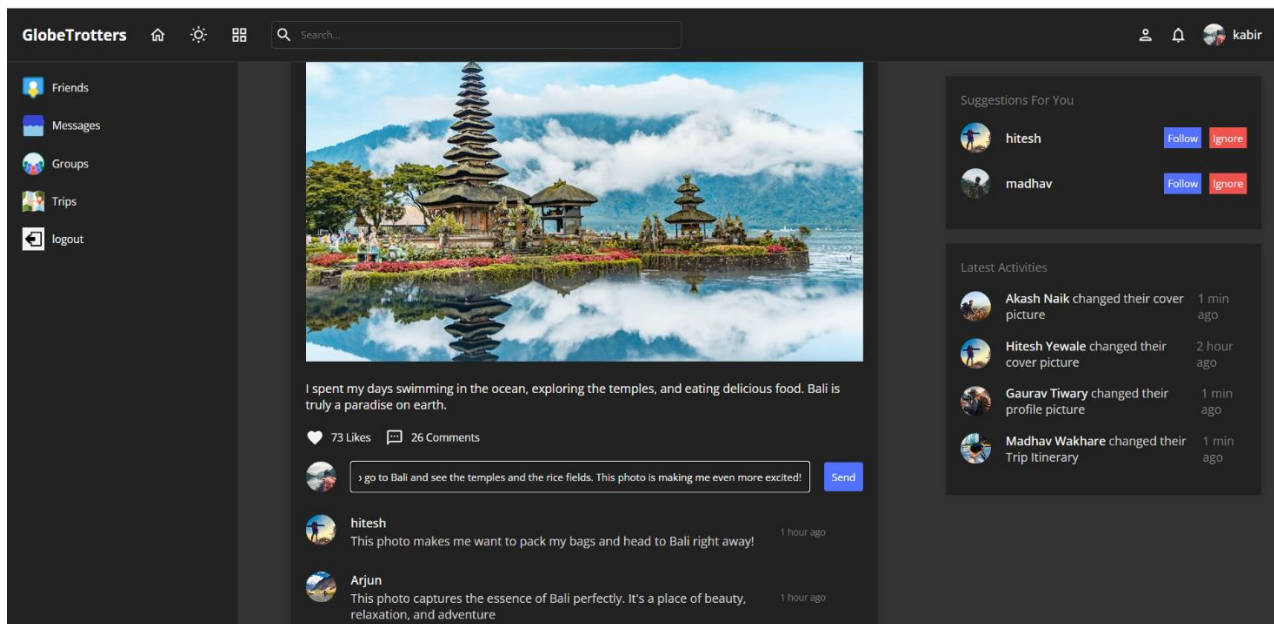 GlobeTrotters
Search...
kabir
Friends
Messages
Groups
Trips
logout
I spent my days swimming in the ocean, exploring the temples, and eating delicious food. Bali is
truly a paradise on earth.
73 Likes
26 Comments
go to Bali and see the temples and the rice fields. This photo is making me even more excited!
Send
hitesh
This photo makes me want to pack my bags and head to Bali right away!
1 hour ago
Arjun
This photo captures the essence of Bali perfectly. It's a place of beauty,
relaxation, and adventure
1 hour ago
Suggestions For You
hitesh
Follow
Ignore
madhav
Follow
Ignore
Latest Activities
Akash Naik changed their cover
picture
1 min
ago
Hitesh Yewale changed their
cover picture
2 hour
ago
Gaurav Tiwary changed their
profile picture
1 min
ago
Madhav Wakhare changed their
Trip Itinerary
1 min
ago